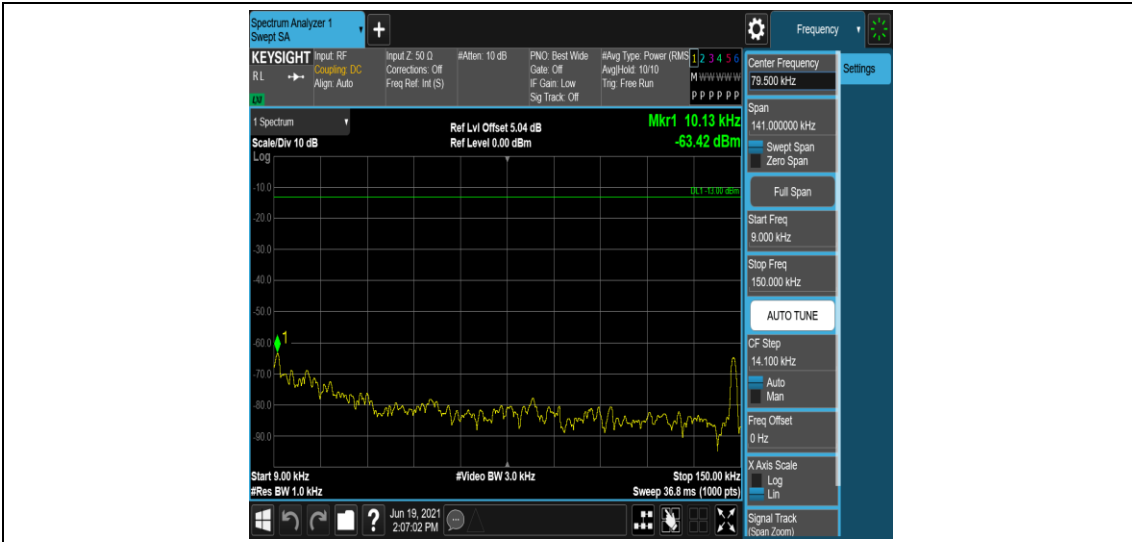 Spectrum Analyzer 1
Swept SA
+
Frequency
KEYSIGHT
RL
LXI
Input: RF
Coupling: DC
Align: Auto
Input Z: 50 Ω
Corrections: Off
Freq Ref: Int (S)
#Atten: 10 dB
PNO: Best Wide
Gate: Off
IF Gain: Low
Sig Track: Off
#Avg Type: Power (RMS
Avg|Hold: 10/10
Trig: Free Run
1 2 3 4 5 6
M W W W W W
P P P P P P
Center Frequency
79.500 kHz
Settings
Span
141.000000 kHz
Swept Span
Zero Span
Full Span
Start Freq
9.000 kHz
Stop Freq
150.000 kHz
AUTO TUNE
CF Step
14.100 kHz
Auto
Man
Freq Offset
0 Hz
X Axis Scale
Log
Lin
Signal Track
(Span Zoom)
1 Spectrum
Scale/Div 10 dB
Log
Ref Lvl Offset 5.04 dB
Ref Level 0.00 dBm
Mkr1 10.13 kHz
-63.42 dBm
DL1 -13.00 dBm
-10.0
-20.0
-30.0
-40.0
-50.0
-60.0
-70.0
-80.0
-90.0
1
Start 9.00 kHz
#Video BW 3.0 kHz
Stop 150.00 kHz
#Res BW 1.0 kHz
Sweep 36.8 ms (1000 pts)
?
Jun 19, 2021
2:07:02 PM